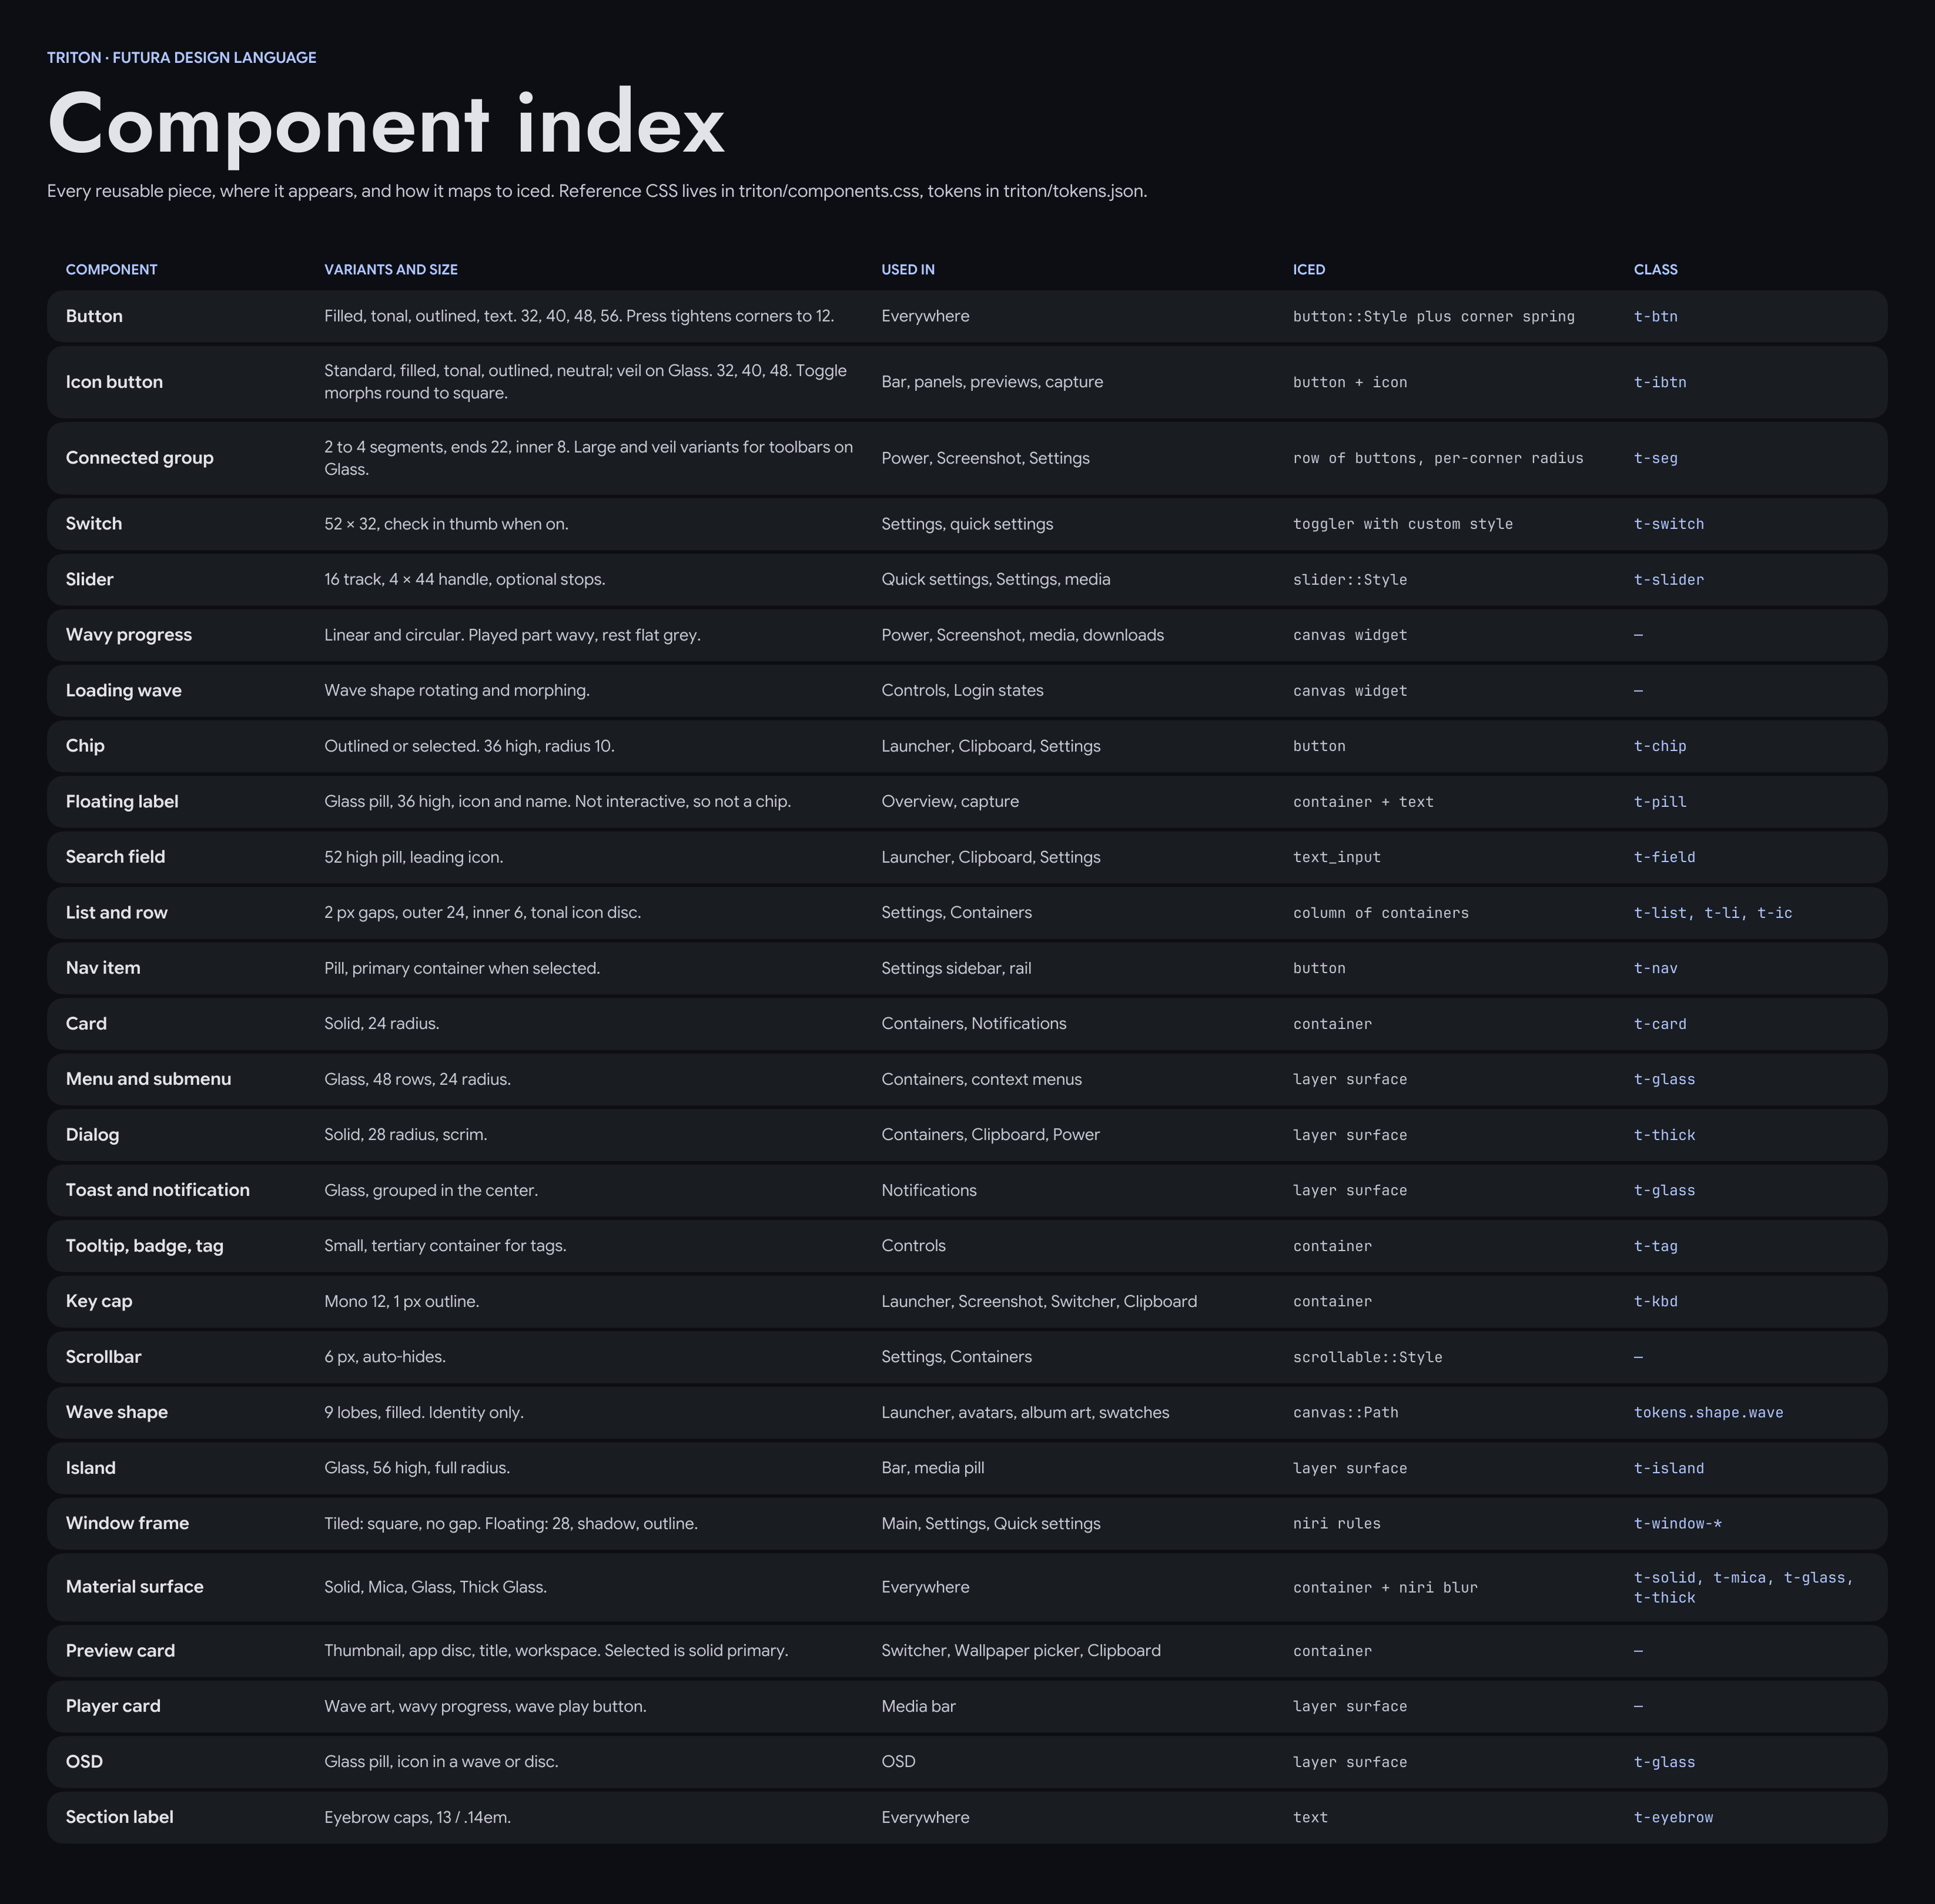 TRITON · FUTURA DESIGN LANGUAGE
Component index
Every reusable piece, where it appears, and how it maps to iced. Reference CSS lives in triton/components.css, tokens in triton/tokens.json.
COMPONENT VARIANTS AND SIZE USED IN ICED CLASS
Button Filled, tonal, outlined, text. 32, 40, 48, 56. Press tightens corners to 12. Everywhere button::Style plus corner spring t-btn
Icon button Standard, filled, tonal, outlined, neutral; veil on Glass. 32, 40, 48. Toggle Bar, panels, previews, capture button + icon t-ibtn
morphs round to square.
Connected group 2 to 4 segments, ends 22, inner 8. Large and veil variants for toolbars on Power, Screenshot, Settings row of buttons, per-corner radius t-seg
Glass.
Switch 52 × 32, check in thumb when on. Settings, quick settings toggler with custom style t-switch
Slider 16 track, 4 × 44 handle, optional stops. Quick settings, Settings, media slider::Style t-slider
Wavy progress Linear and circular. Played part wavy, rest flat grey. Power, Screenshot, media, downloads canvas widget —
Loading wave Wave shape rotating and morphing. Controls, Login states canvas widget —
Chip Outlined or selected. 36 high, radius 10. Launcher, Clipboard, Settings button t-chip
Floating label Glass pill, 36 high, icon and name. Not interactive, so not a chip. Overview, capture container + text t-pill
Search field 52 high pill, leading icon. Launcher, Clipboard, Settings text_input t-field
List and row 2 px gaps, outer 24, inner 6, tonal icon disc. Settings, Containers column of containers t-list, t-li, t-ic
Nav item Pill, primary container when selected. Settings sidebar, rail button t-nav
Card Solid, 24 radius. Containers, Notifications container t-card
Menu and submenu Glass, 48 rows, 24 radius. Containers, context menus layer surface t-glass
Dialog Solid, 28 radius, scrim. Containers, Clipboard, Power layer surface t-thick
Toast and notification Glass, grouped in the center. Notifications layer surface t-glass
Tooltip, badge, tag Small, tertiary container for tags. Controls container t-tag
Key cap Mono 12, 1 px outline. Launcher, Screenshot, Switcher, Clipboard container t-kbd
Scrollbar 6 px, auto-hides. Settings, Containers scrollable::Style —
Wave shape 9 lobes, filled. Identity only. Launcher, avatars, album art, swatches canvas::Path tokens.shape.wave
Island Glass, 56 high, full radius. Bar, media pill layer surface t-island
Window frame Tiled: square, no gap. Floating: 28, shadow, outline. Main, Settings, Quick settings niri rules t-window-*
Material surface Solid, Mica, Glass, Thick Glass. Everywhere container + niri blur t-solid, t-mica, t-glass,
t-thick
Preview card Thumbnail, app disc, title, workspace. Selected is solid primary. Switcher, Wallpaper picker, Clipboard container —
Player card Wave art, wavy progress, wave play button. Media bar layer surface —
OSD Glass pill, icon in a wave or disc. OSD layer surface t-glass
Section label Eyebrow caps, 13 / .14em. Everywhere text t-eyebrow